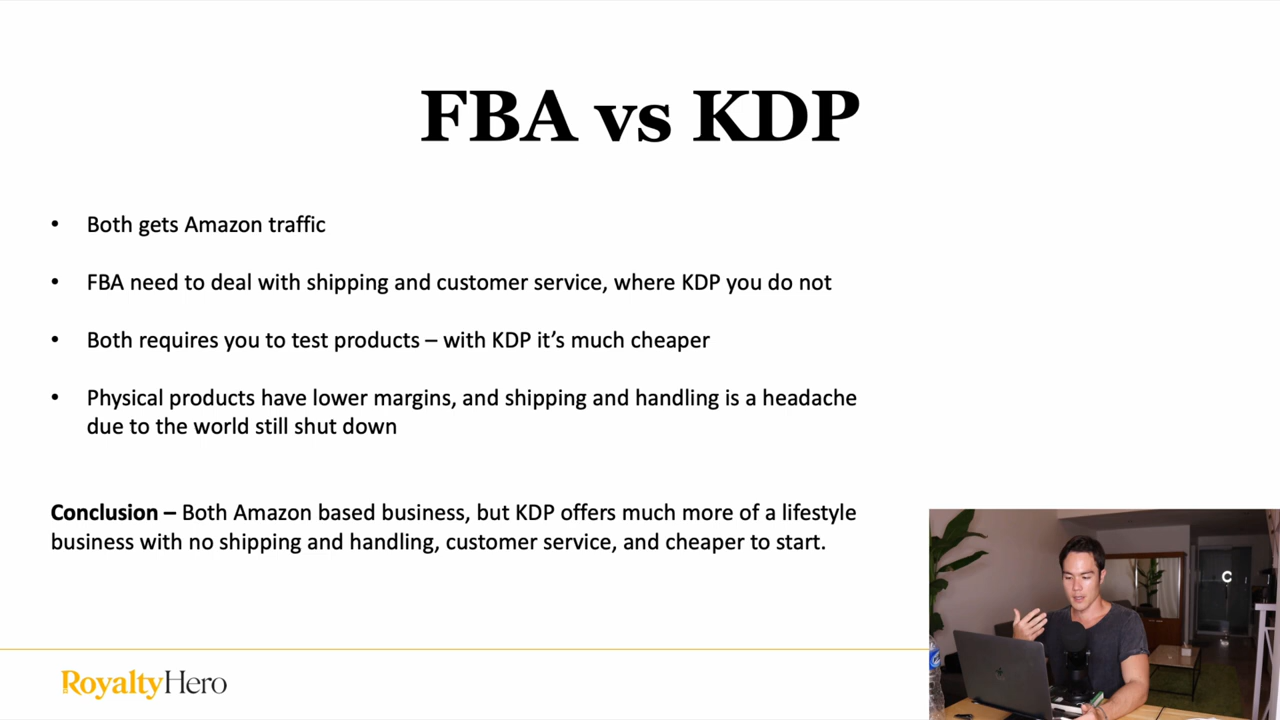 FBA vs KDP
• Both gets Amazon traffic
• FBA need to deal with shipping and customer service, where KDP you do not
• Both requires you to test products – with KDP it’s much cheaper
• Physical products have lower margins, and shipping and handling is a headache
due to the world still shut down
Conclusion – Both Amazon based business, but KDP offers much more of a lifestyle
business with no shipping and handling, customer service, and cheaper to start.
RoyaltyHero